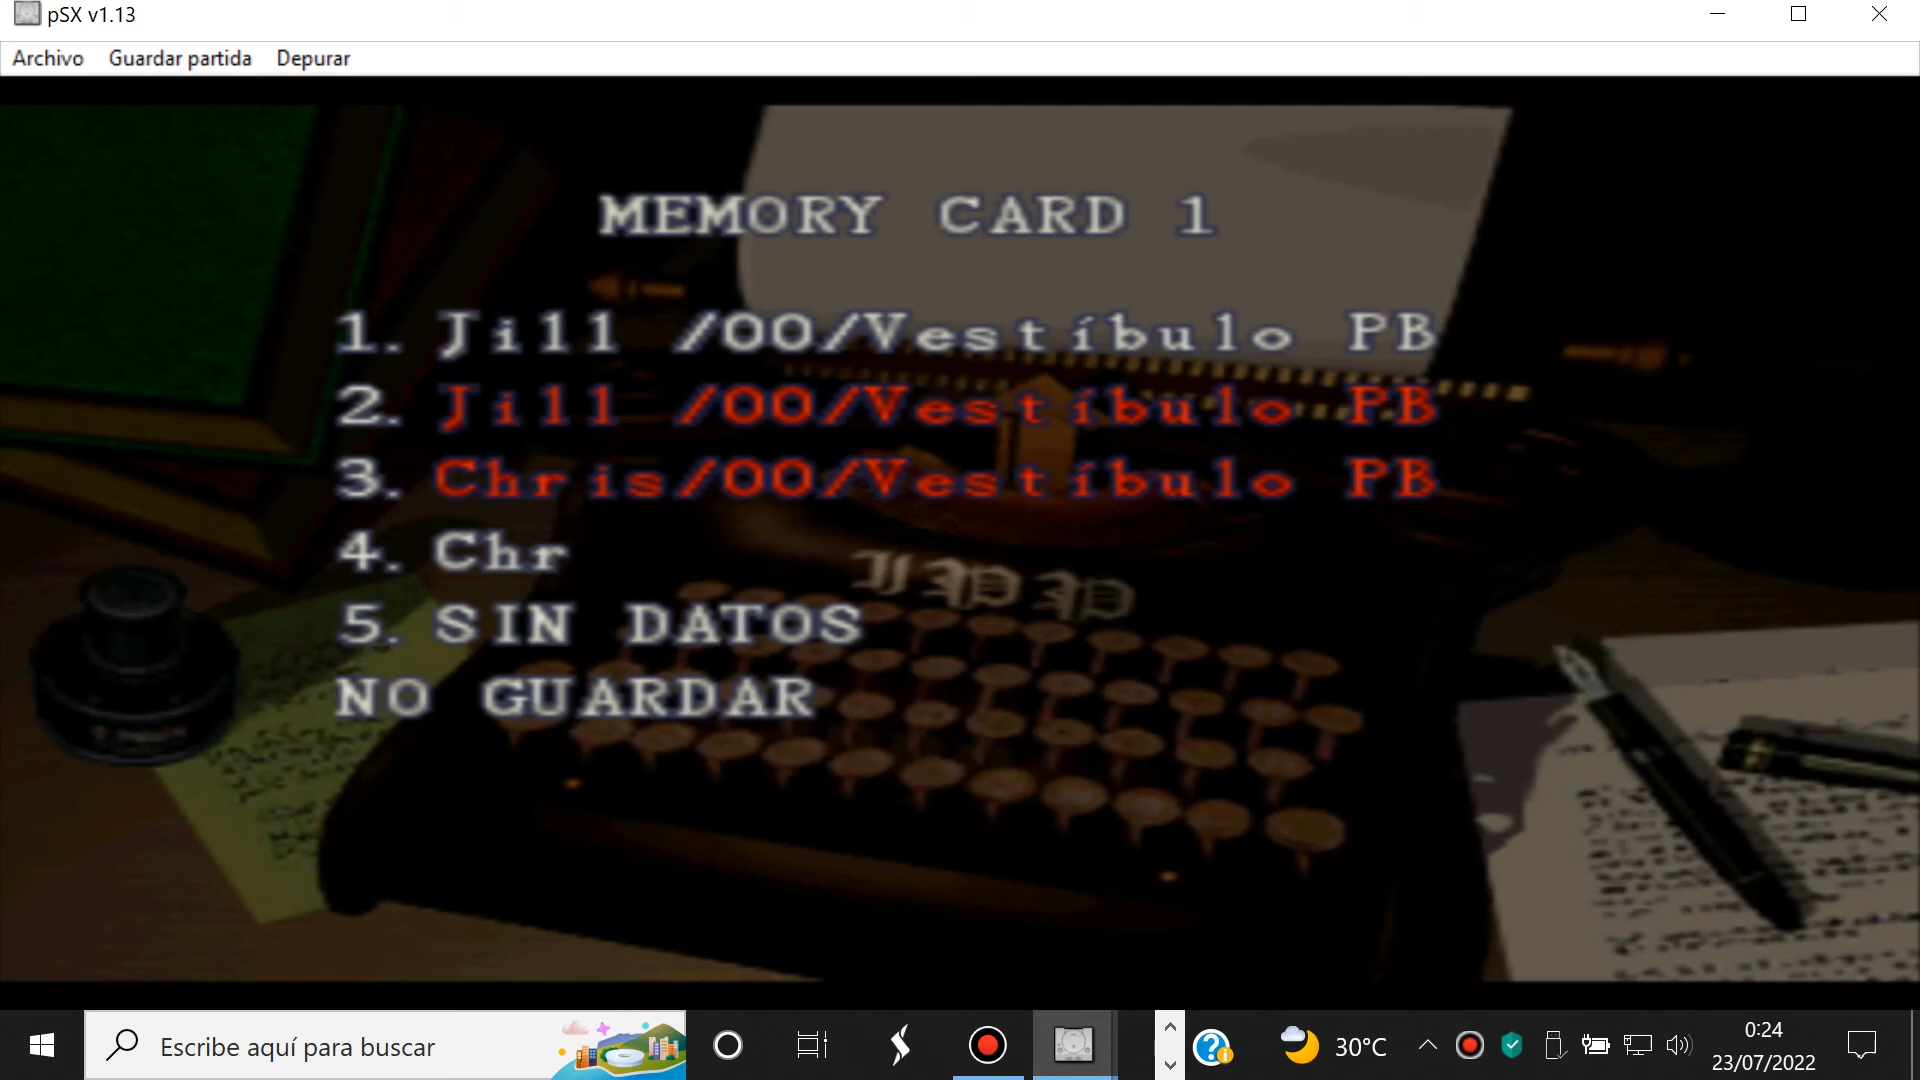 pSX v1.13
Archivo Guardar partida Depurar
MEMORY CARD 1
1. Jill /00/Vestíbulo PB
2. Jill /00/Vestíbulo PB
3. Chris/00/Vestíbulo PB
4. Chr
5. SIN DATOS
NO GUARDAR
Escribe aquí para buscar
30°C
0:24
23/07/2022